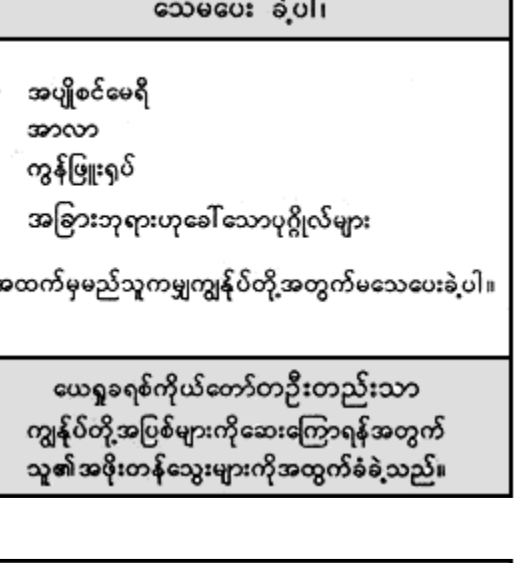 သေမပေး ခဲ့ပါ၊
အပျိုစင်မေရီ
အာလာ
ကွန်ဖြူးရှပ်
အခြားဘုရားဟုခေါ်သောပုဂ္ဂိုလ်များ
အထက်မှမည်သူကမျှကျွန်ုပ်တို့အတွက်မသေပေးခဲ့ပါ။
ယေရှုခရစ်ကိုယ်တော်တဦးတည်းသာ
ကျွန်ုပ်တို့အပြစ်များကိုဆေးကြောရန်အတွက်
သူ၏အဖိုးတန်သွေးများကိုအထွက်ခံခဲ့သည်။